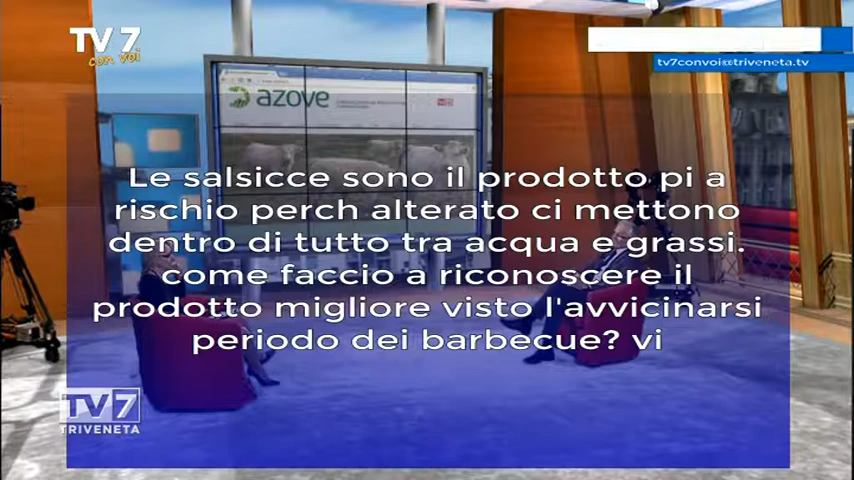 TV7
con voi
tv7convoi@triveneta.tv
azove
Le salsicce sono il prodotto pi a
rischio perch alterato ci mettono
dentro di tutto tra acqua e grassi.
come faccio a riconoscere il
prodotto migliore visto l'avvicinarsi
periodo dei barbecue? vi
TV7
TRIVENETA